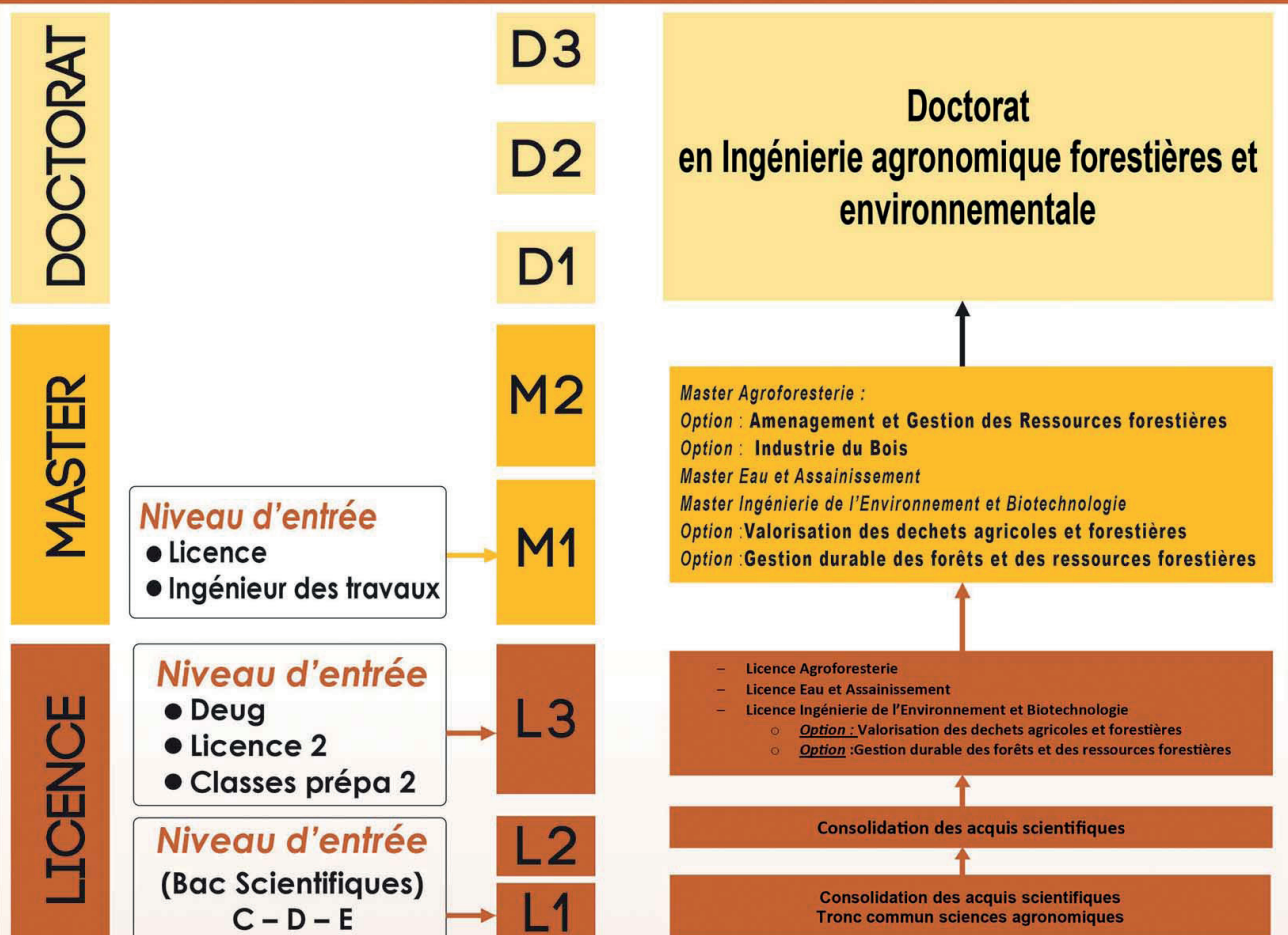 DOCTORAT
D3
D2
D1
Doctorat
en Ingénierie agronomique forestières et
environnementale
MASTER
M2
Niveau d'entrée
● Licence
● Ingénieur des travaux
M1
Master Agroforesterie :
Option : Amenagement et Gestion des Ressources forestières
Option : Industrie du Bois
Master Eau et Assainissement
Master Ingénierie de l'Environnement et Biotechnologie
Option :Valorisation des dechets agricoles et forestières
Option :Gestion durable des forêts et des ressources forestières
LICENCE
Niveau d'entrée
● Deug
● Licence 2
● Classes prépa 2
L3
– Licence Agroforesterie
– Licence Eau et Assainissement
– Licence Ingénierie de l'Environnement et Biotechnologie
○ Option : Valorisation des dechets agricoles et forestières
○ Option :Gestion durable des forêts et des ressources forestières
Niveau d'entrée
(Bac Scientifiques)
C – D – E
L2
L1
Consolidation des acquis scientifiques
Consolidation des acquis scientifiques
Tronc commun sciences agronomiques